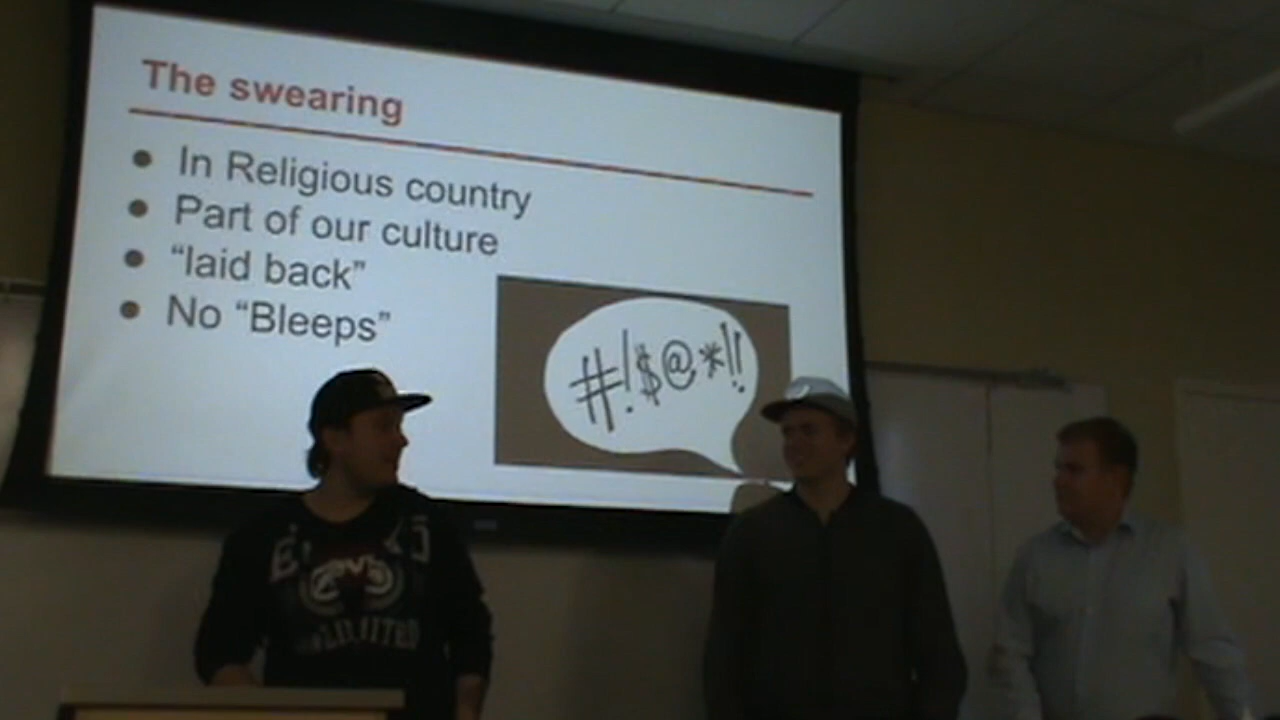 The swearing
In Religious country
Part of our culture
“laid back”
No “Bleeps”
#!$@*!!